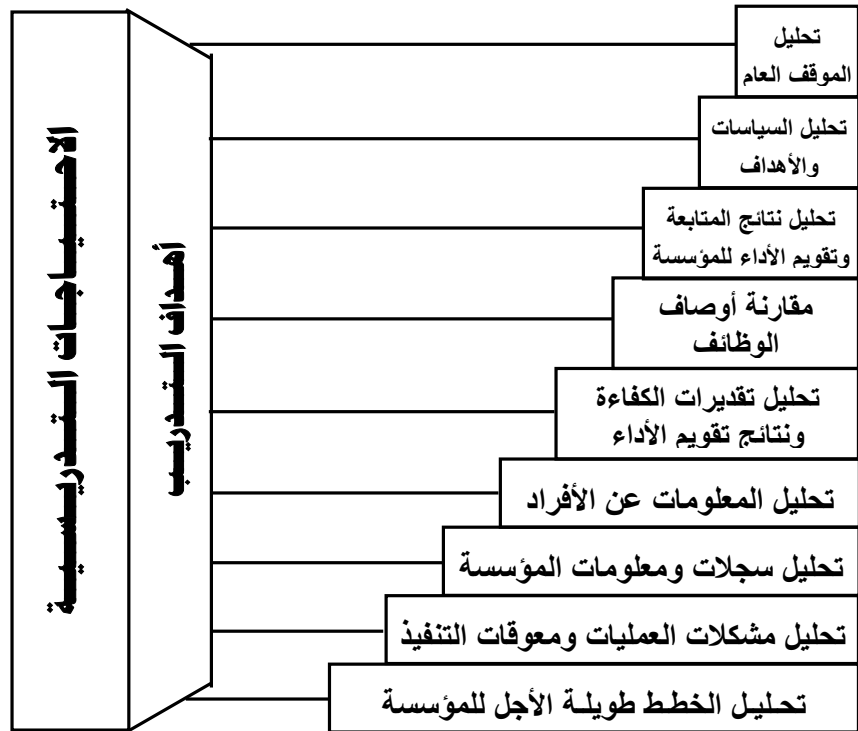 الاحتياجات التدريبية
أهداف التدريب
تحليل
الموقف العام
تحليل السياسات
والأهداف
تحليل نتائج المتابعة
وتقويم الأداء للمؤسسة
مقارنة أوصاف
الوظائف
تحليل تقديرات الكفاءة
ونتائج تقويم الأداء
تحليل المعلومات عن الأفراد
تحليل سجلات ومعلومات المؤسسة
تحليل مشكلات العمليات ومعوقات التنفيذ
تحليل الخطط طويلة الأجل للمؤسسة